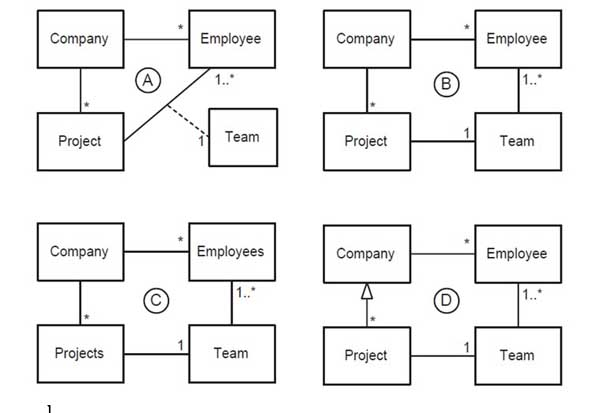 Company * Employee Company * Employee
A 1..* B 1..*
* *
Project 1 Team Project 1 Team
Company * Employees Company * Employee
C 1..* D 1..*
* *
Projects 1 Team Project 1 Team
1